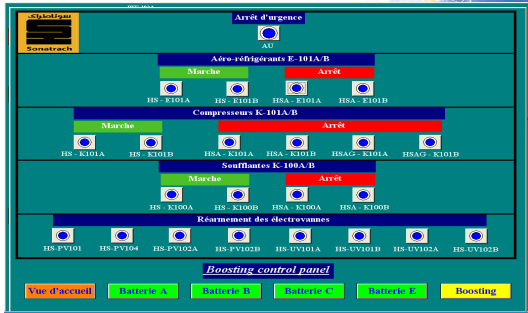 سوناطراك
Sonatrach
Arrêt d'urgence
AU
Aéro-réfrigérants E-101A/B
Marche Arrêt
HS - E101A HS - E101B HSA - E101A HSA - E101B
Compresseurs K-101A/B
Marche Arrêt
HS - K101A HS - K101B HSA - K101A HSA - K101B HSAG - K101A HSAG - K101B
Soufflantes K-100A/B
Marche Arrêt
HS - K100A HS - K100B HSA - K100A HSA - K100B
Réarmement des électrovannes
HS-PV101 HS-PV104 HS-PV102A HS-PV102B HS-UV101A HS-UV101B HS-UV102A HS-UV102B
Boosting control panel
Vue d'accueil Batterie A Batterie B Batterie C Batterie E Boosting